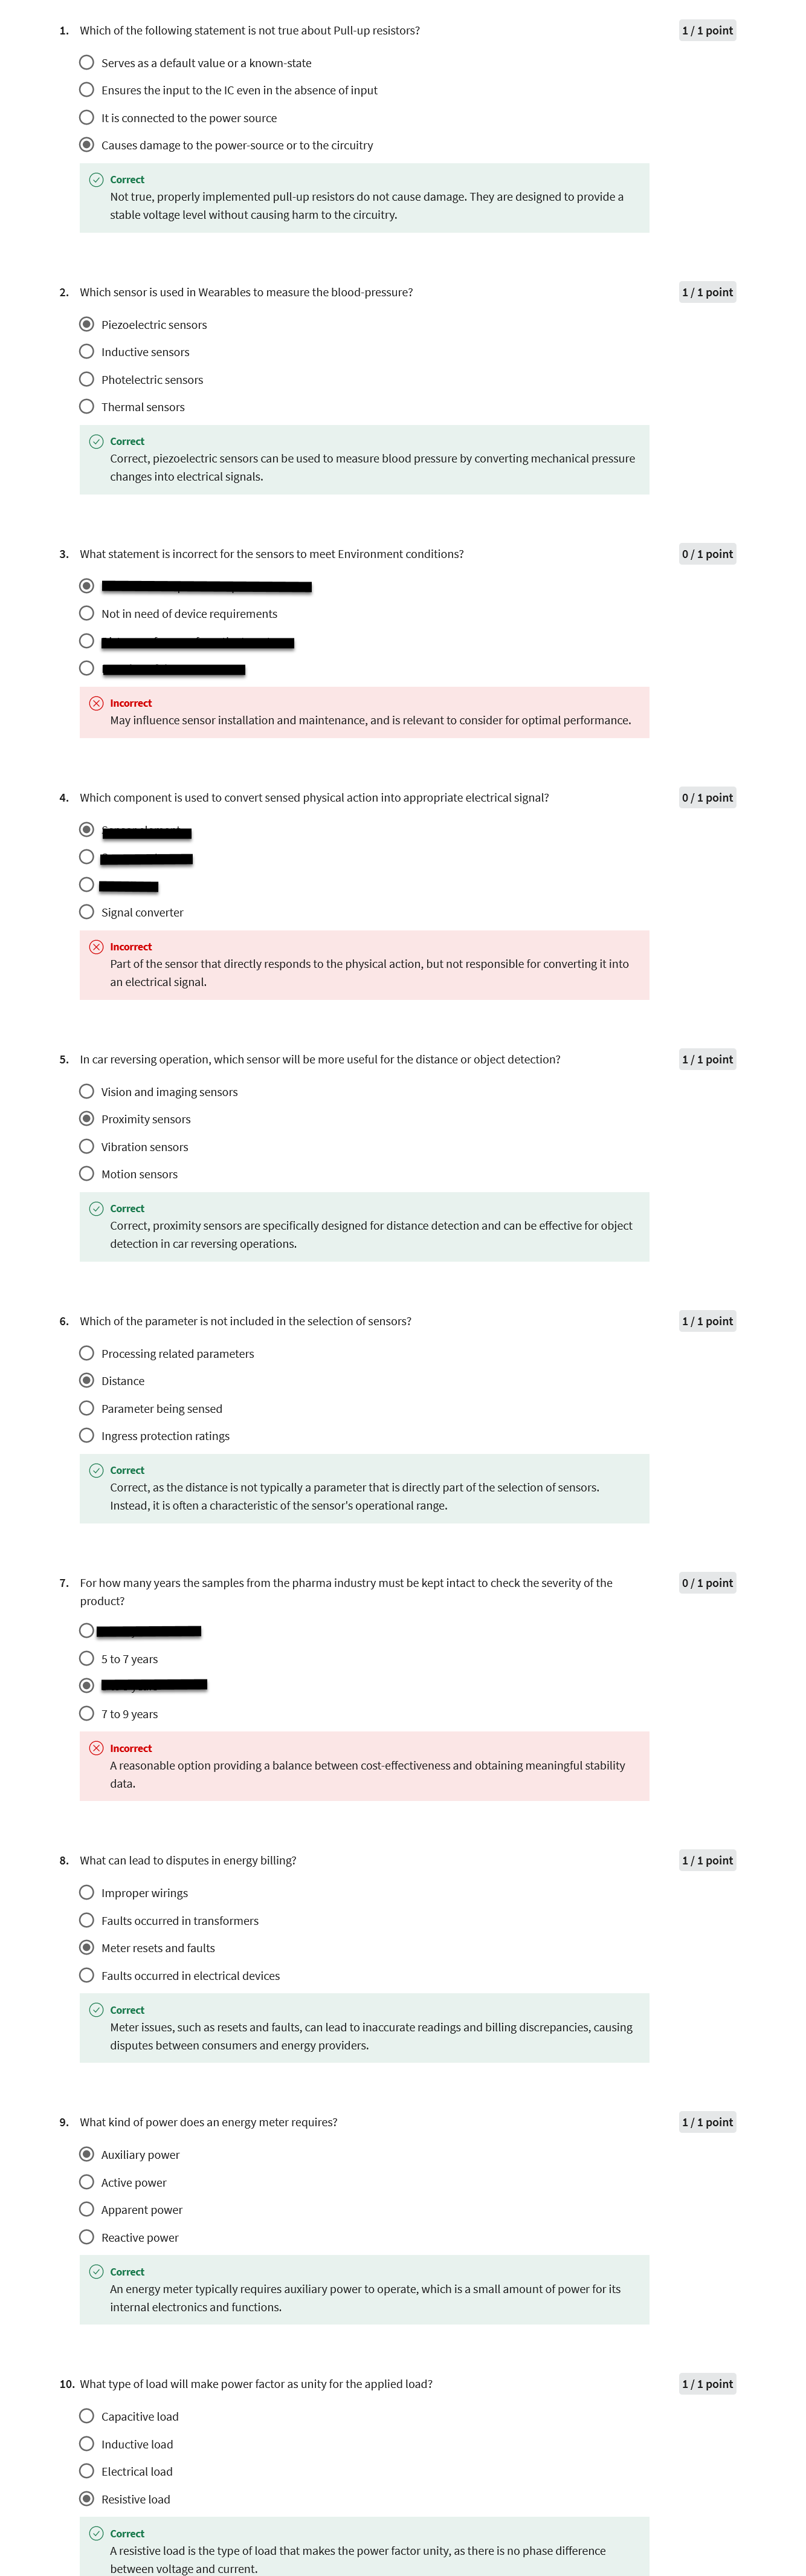 1. Which of the following statement is not true about Pull-up resistors? 1 / 1 point
Serves as a default value or a known-state
Ensures the input to the IC even in the absence of input
It is connected to the power source
Causes damage to the power-source or to the circuitry
Correct
Not true, properly implemented pull-up resistors do not cause damage. They are designed to provide a
stable voltage level without causing harm to the circuitry.
2. Which sensor is used in Wearables to measure the blood-pressure? 1 / 1 point
Piezoelectric sensors
Inductive sensors
Photelectric sensors
Thermal sensors
Correct
Correct, piezoelectric sensors can be used to measure blood pressure by converting mechanical pressure
changes into electrical signals.
3. What statement is incorrect for the sensors to meet Environment conditions? 0 / 1 point
Not in need of device requirements
Incorrect
May influence sensor installation and maintenance, and is relevant to consider for optimal performance.
4. Which component is used to convert sensed physical action into appropriate electrical signal? 0 / 1 point
Signal converter
Incorrect
Part of the sensor that directly responds to the physical action, but not responsible for converting it into
an electrical signal.
5. In car reversing operation, which sensor will be more useful for the distance or object detection? 1 / 1 point
Vision and imaging sensors
Proximity sensors
Vibration sensors
Motion sensors
Correct
Correct, proximity sensors are specifically designed for distance detection and can be effective for object
detection in car reversing operations.
6. Which of the parameter is not included in the selection of sensors? 1 / 1 point
Processing related parameters
Distance
Parameter being sensed
Ingress protection ratings
Correct
Correct, as the distance is not typically a parameter that is directly part of the selection of sensors.
Instead, it is often a characteristic of the sensor's operational range.
7. For how many years the samples from the pharma industry must be kept intact to check the severity of the 0 / 1 point
product?
5 to 7 years
7 to 9 years
Incorrect
A reasonable option providing a balance between cost-effectiveness and obtaining meaningful stability
data.
8. What can lead to disputes in energy billing? 1 / 1 point
Improper wirings
Faults occurred in transformers
Meter resets and faults
Faults occurred in electrical devices
Correct
Meter issues, such as resets and faults, can lead to inaccurate readings and billing discrepancies, causing
disputes between consumers and energy providers.
9. What kind of power does an energy meter requires? 1 / 1 point
Auxiliary power
Active power
Apparent power
Reactive power
Correct
An energy meter typically requires auxiliary power to operate, which is a small amount of power for its
internal electronics and functions.
10. What type of load will make power factor as unity for the applied load? 1 / 1 point
Capacitive load
Inductive load
Electrical load
Resistive load
Correct
A resistive load is the type of load that makes the power factor unity, as there is no phase difference
between voltage and current.